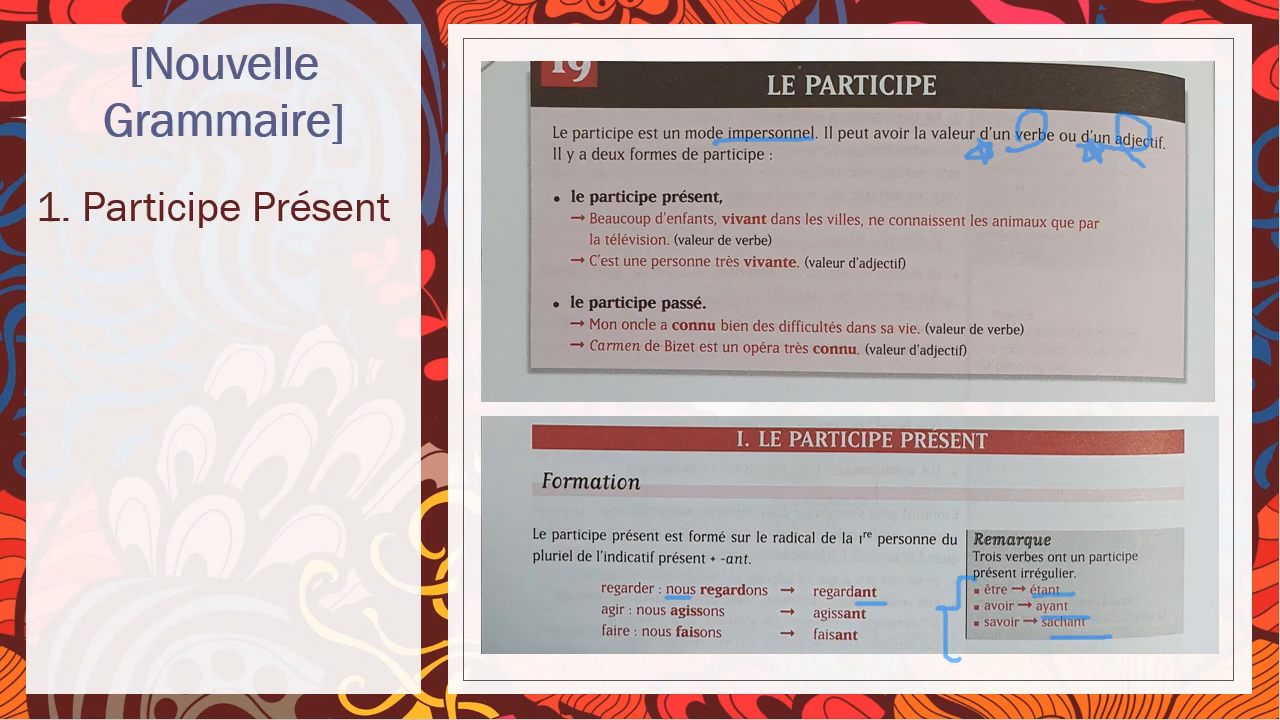 [Nouvelle
Grammaire]
1. Participe Présent
19
LE PARTICIPE
Le participe est un mode impersonnel. Il peut avoir la valeur d'un verbe ou d'un adjectif.
Il y a deux formes de participe :
• le participe présent,
→ Beaucoup d'enfants, vivant dans les villes, ne connaissent les animaux que par
la télévision. (valeur de verbe)
→ C'est une personne très vivante. (valeur d'adjectif)
• le participe passé.
→ Mon oncle a connu bien des difficultés dans sa vie. (valeur de verbe)
→ Carmen de Bizet est un opéra très connu. (valeur d'adjectif)
I. LE PARTICIPE PRÉSENT
Formation
Le participe présent est formé sur le radical de la 1re personne du
pluriel de l'indicatif présent + -ant.
regarder : nous regardons → regardant
agir : nous agissons → agissant
faire : nous faisons → faisant
Remarque
Trois verbes ont un participe
présent irrégulier.
▪ être → étant
▪ avoir → ayant
▪ savoir → sachant